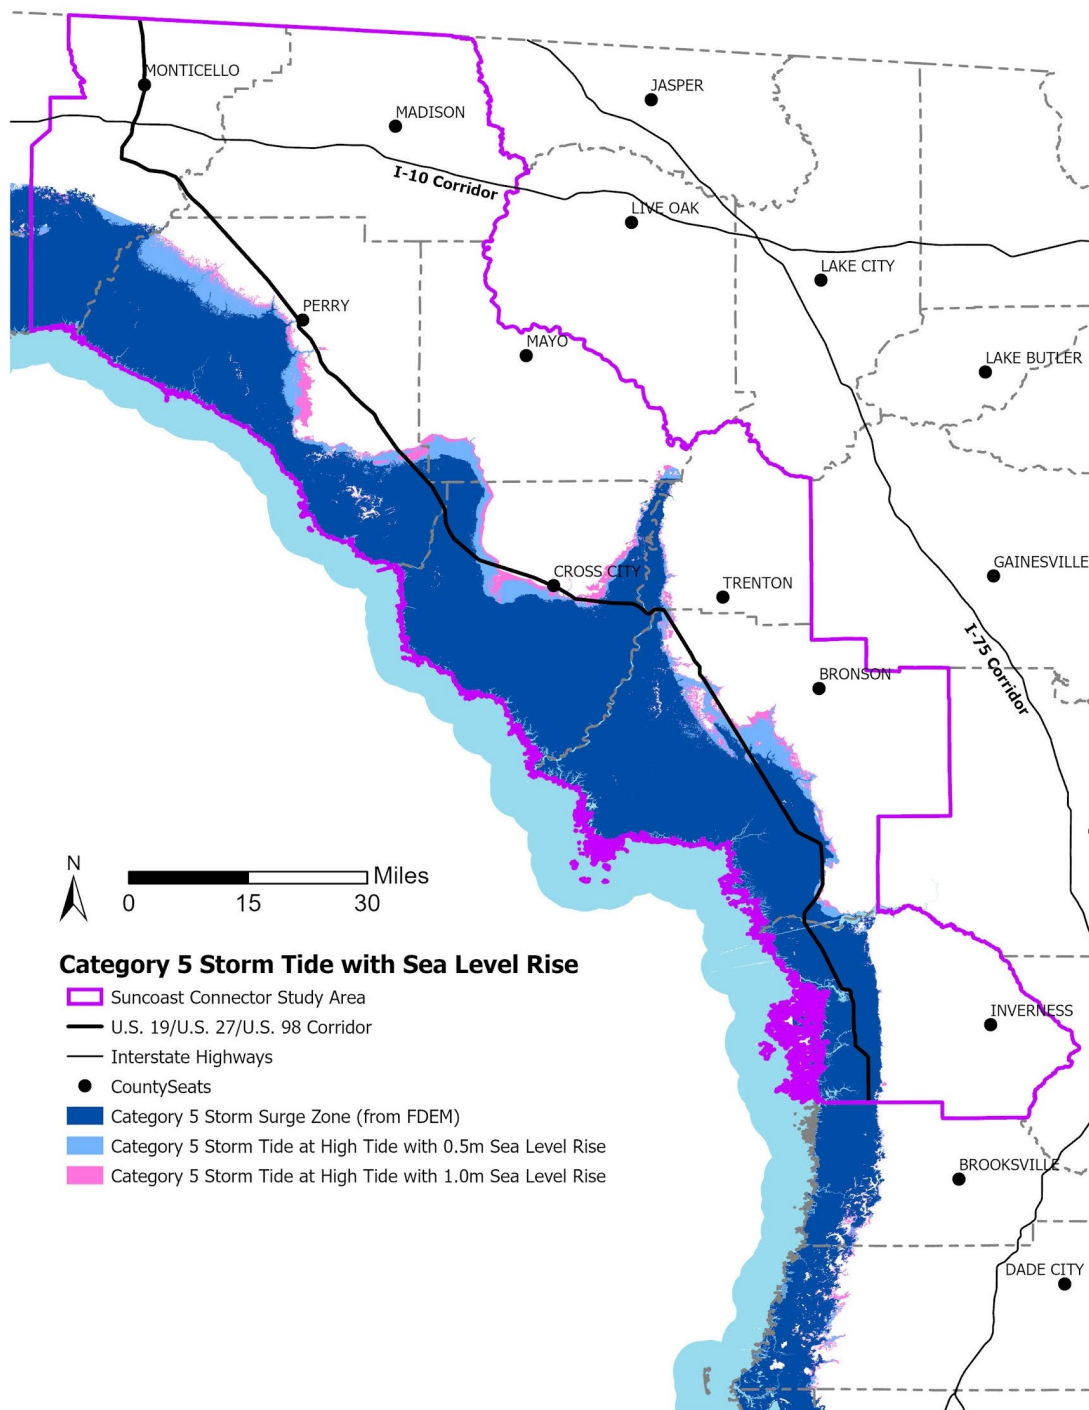 MONTICELLO
JASPER
MADISON
I-10 Corridor
LIVE OAK
LAKE CITY
PERRY
MAYO
LAKE BUTLER
GAINESVILLE
CROSS CITY
TRENTON
I-75 Corridor
BRONSON
N
Miles
0 15 30
Category 5 Storm Tide with Sea Level Rise
Suncoast Connector Study Area
U.S. 19/U.S. 27/U.S. 98 Corridor
Interstate Highways
CountySeats
Category 5 Storm Surge Zone (from FDEM)
Category 5 Storm Tide at High Tide with 0.5m Sea Level Rise
Category 5 Storm Tide at High Tide with 1.0m Sea Level Rise
INVERNESS
BROOKSVILLE
DADE CITY